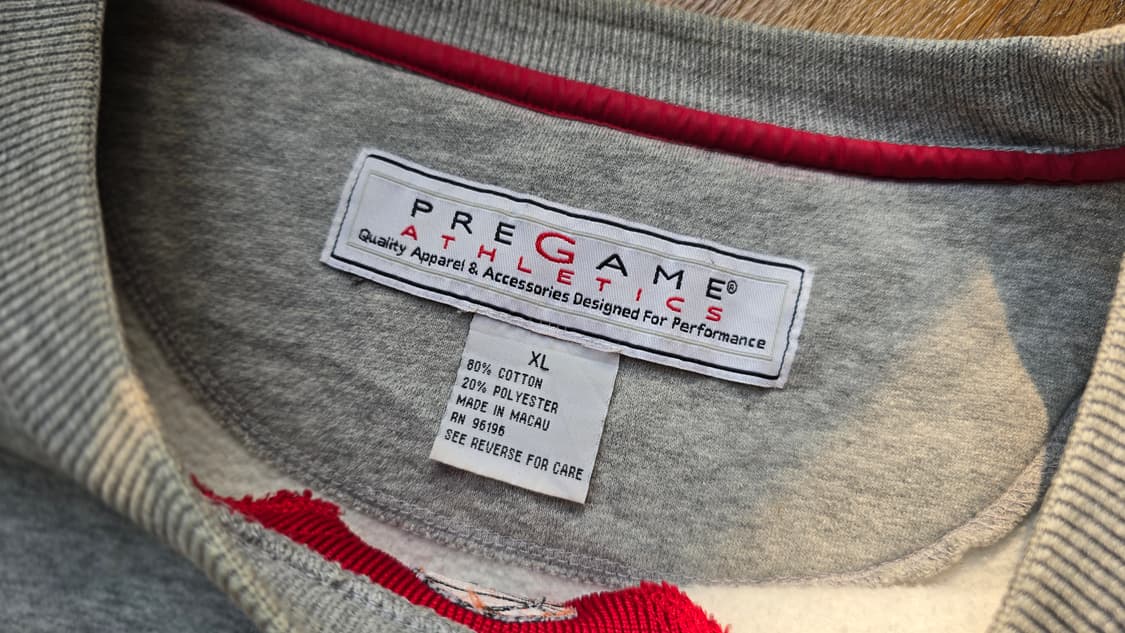 PREGAME®
ATHLETICS
Quality Apparel & Accessories Designed For Performance
XL
80% COTTON
20% POLYESTER
MADE IN MACAU
RN 96196
SEE REVERSE FOR CARE